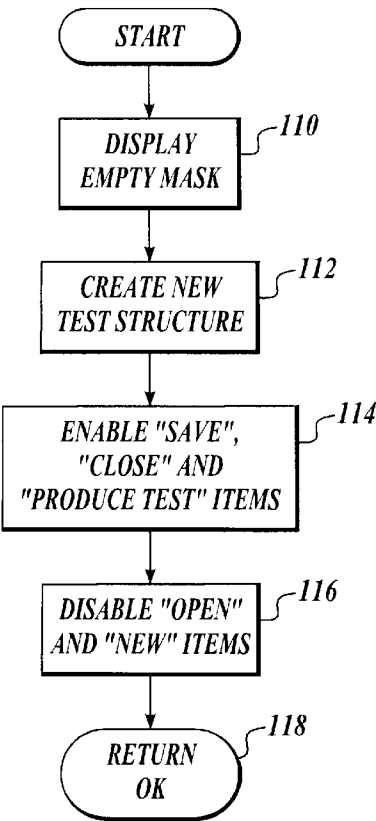 START
110
DISPLAY
EMPTY MASK
112
CREATE NEW
TEST STRUCTURE
114
ENABLE "SAVE",
"CLOSE" AND
"PRODUCE TEST" ITEMS
116
DISABLE "OPEN"
AND "NEW" ITEMS
118
RETURN
OK